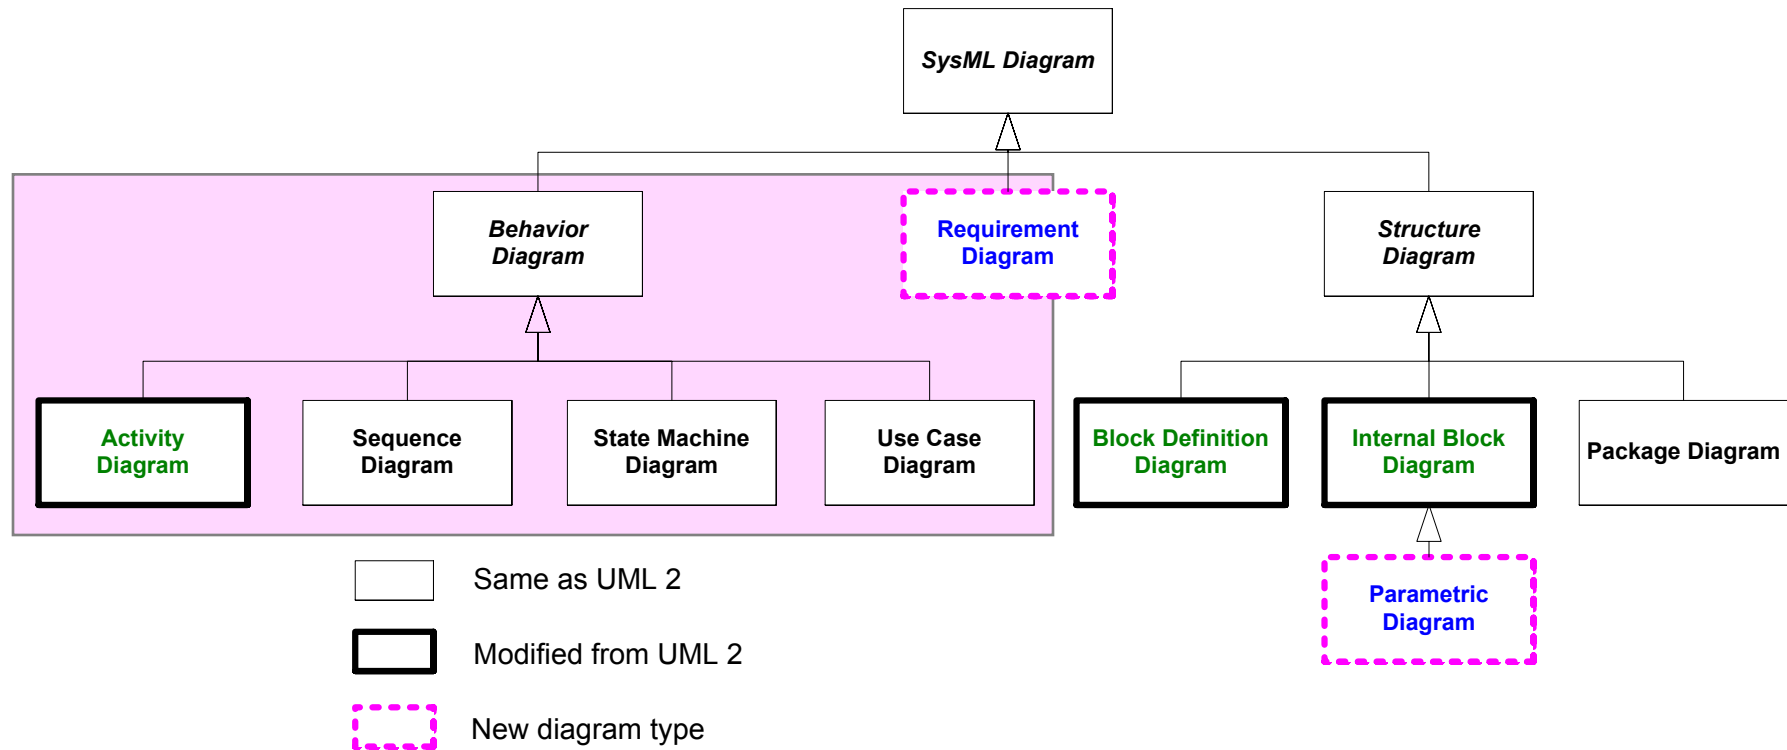 SysML Diagram
Behavior
Diagram
Requirement
Diagram
Structure
Diagram
Activity
Diagram
Sequence
Diagram
State Machine
Diagram
Use Case
Diagram
Block Definition
Diagram
Internal Block
Diagram
Package Diagram
Same as UML 2
Parametric
Diagram
Modified from UML 2
New diagram type